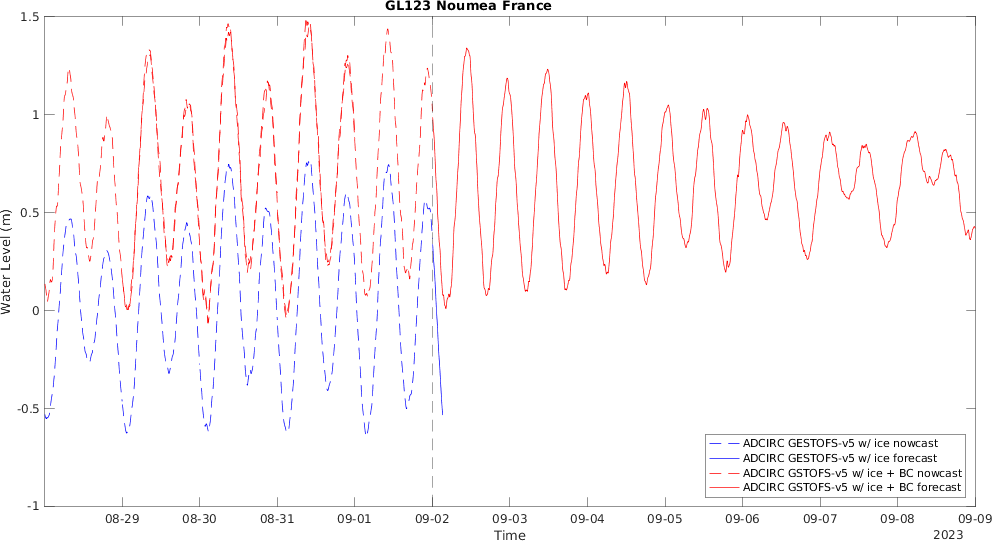 GL123 Noumea France
Water Level (m)
1.5
1
0.5
0
-0.5
-1
ADCIRC GESTOFS-v5 w/ ice nowcast
ADCIRC GESTOFS-v5 w/ ice forecast
ADCIRC GSTOFS-v5 w/ ice + BC nowcast
ADCIRC GSTOFS-v5 w/ ice + BC forecast
08-29 08-30 08-31 09-01 09-02 09-03 09-04 09-05 09-06 09-07 09-08 09-09
Time
2023